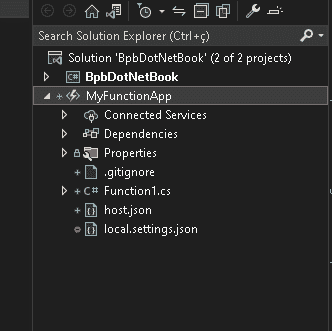 Search Solution Explorer (Ctrl+ç)
Solution 'BpbDotNetBook' (2 of 2 projects)
C# BpbDotNetBook
MyFunctionApp
Connected Services
Dependencies
Properties
.gitignore
C# Function1.cs
host.json
local.settings.json